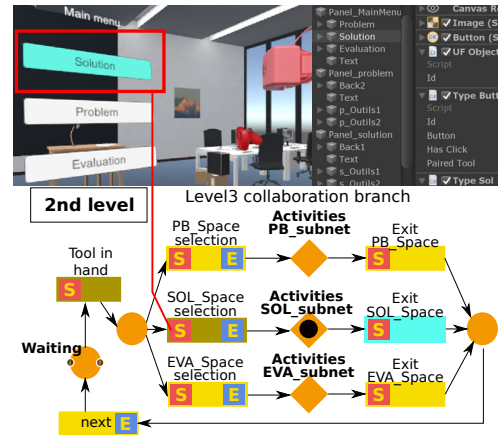 Main menu
Solution
Problem
Evaluation
Panel_MainMenu
Problem
Solution
Evaluation
Text
Panel_problem
Back2
Text
p_Outils1
p_Outils2
Panel_solution
Back1
Text
s_Outils1
s_Outils2
Canvas Re
Image (S
Button (S
UF Object
Script
Id
Type Butt
Script
Id
Button
Has Click
Paired Tool
Type Sol
2nd level
Level3 collaboration branch
Tool in
hand
S
PB_Space
selection
S E
Activities
PB_subnet
Exit
PB_Space
S
SOL_Space
selection
S E
Activities
SOL_subnet
Exit
SOL_Space
S
Waiting
EVA_Space
selection
S E
Activities
EVA_subnet
Exit
EVA_Space
S
next E